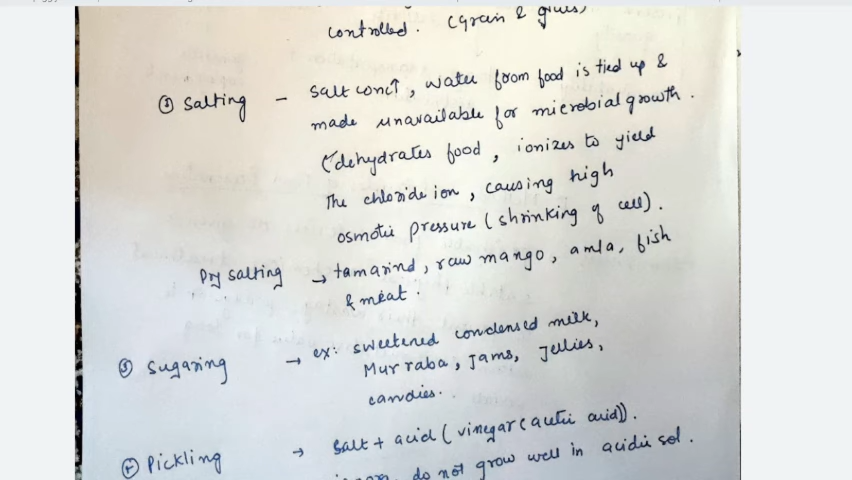 controlled. (Grain &
③ Salting - Salt conc↑, water from food is tied up &
made unavailable for microbial growth.
(dehydrates food, ionizes to yield
the chloride ion, causing high
osmotic pressure (shrinking of cell).
Dry salting → tamarind, raw mango, amla, fish
& meat.
Sugaring → ex: sweetened condensed milk,
Murraba, Jams, Jellies,
candies.
Pickling → Salt + acid (vinegar (acetic acid)).
do not grow well in acidic sol.